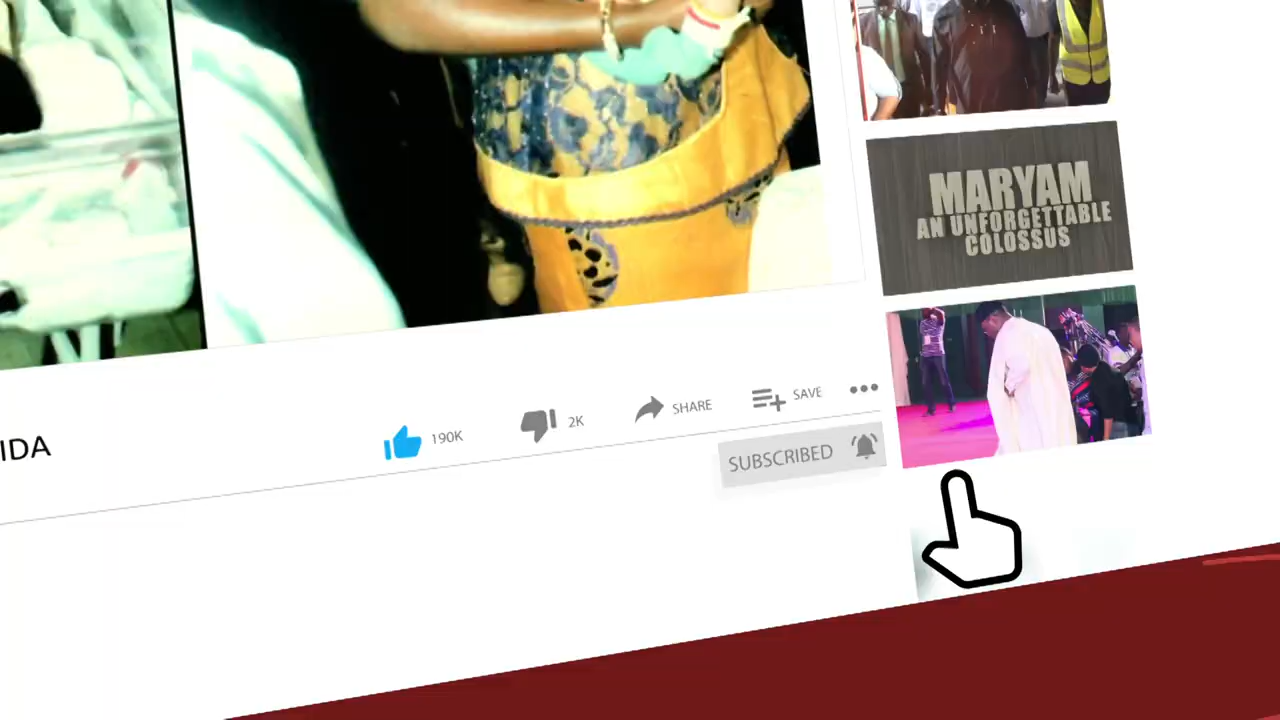 MARYAM
AN UNFORGETTABLE
COLOSSUS
IDA
190K
2K
SHARE
SAVE
SUBSCRIBED